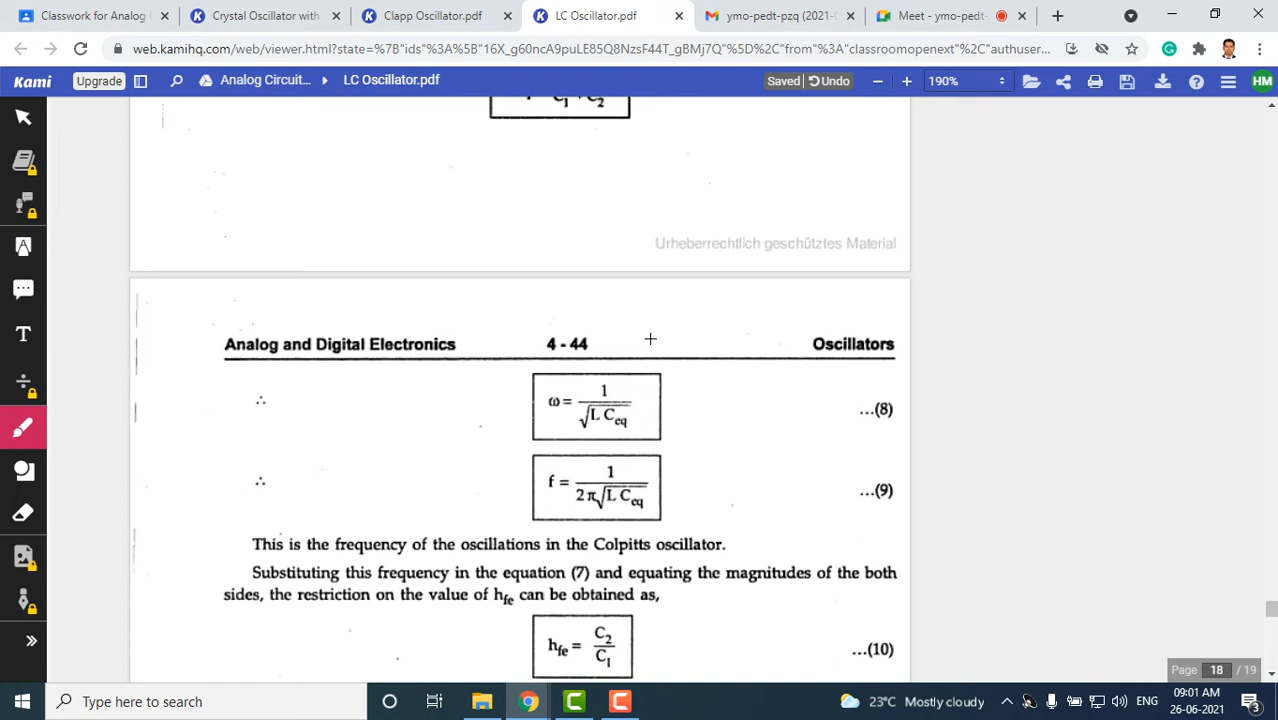 Classwork for Analog
Crystal Oscillator with
Clapp Oscillator.pdf
LC Oscillator.pdf
ymo-pedt-pzq (2021-
Meet - ymo-pedt-
web.kamihq.com/web/viewer.html?state=%7B"ids"%3A%5B"16X_g60ncA9puLE85Q8NzsF44T_gBMj7Q"%5D%2C"from"%3A"classroomopenext"%2C"authuser...
Kami
Upgrade
Analog Circuit...
LC Oscillator.pdf
Saved
Undo
190%
HM
C₁ + C₂
Urheberrechtlich geschütztes Material
Analog and Digital Electronics 4 - 44 Oscillators
∴ ω = 1 / √(L C_eq) ...(8)
∴ f = 1 / 2π√(L C_eq) ...(9)
This is the frequency of the oscillations in the Colpitts oscillator.
Substituting this frequency in the equation (7) and equating the magnitudes of the both
sides, the restriction on the value of h_fe can be obtained as,
h_fe = C₂ / C₁ ...(10)
Page 18 / 19
Type here to search
23°C Mostly cloudy
ENG
09:01 AM
26-06-2021
3